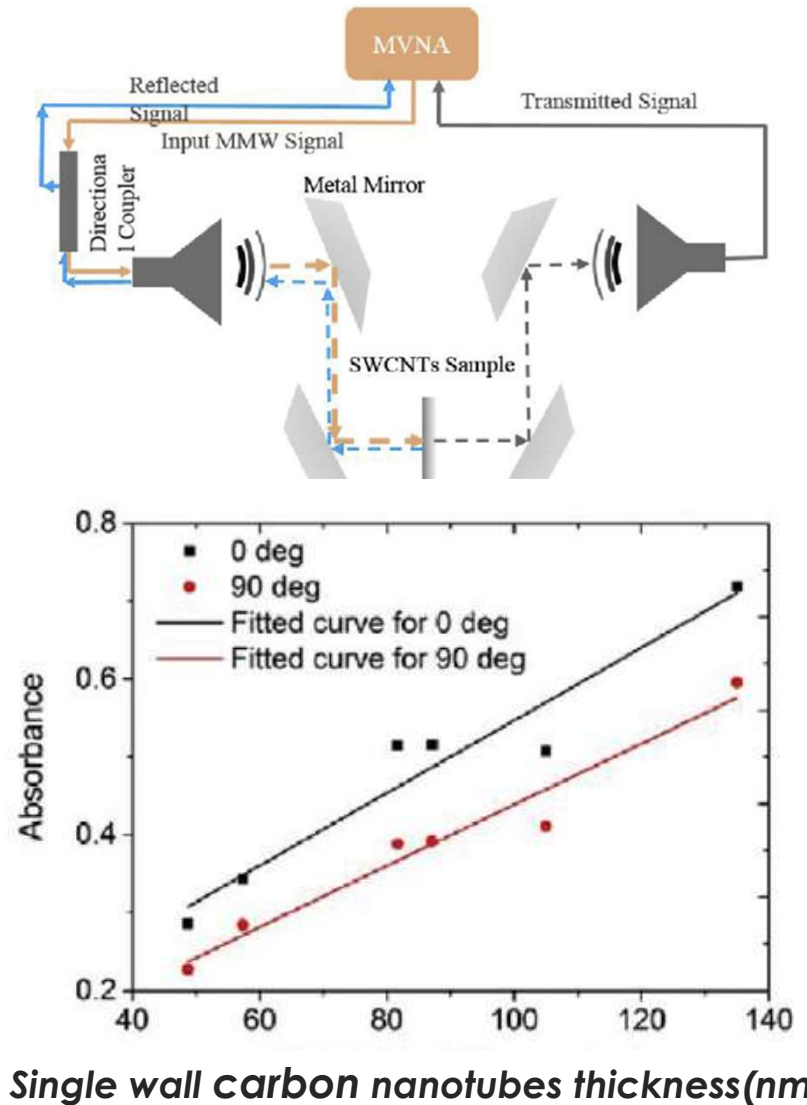 MVNA
Reflected
Signal
Transmitted Signal
Input MMW Signal
Directiona
l Coupler
Metal Mirror
SWCNTs Sample
0.8
0.6
0.4
0.2
Absorbance
0 deg
90 deg
Fitted curve for 0 deg
Fitted curve for 90 deg
40 60 80 100 120 140
Single wall carbon nanotubes thickness(nm